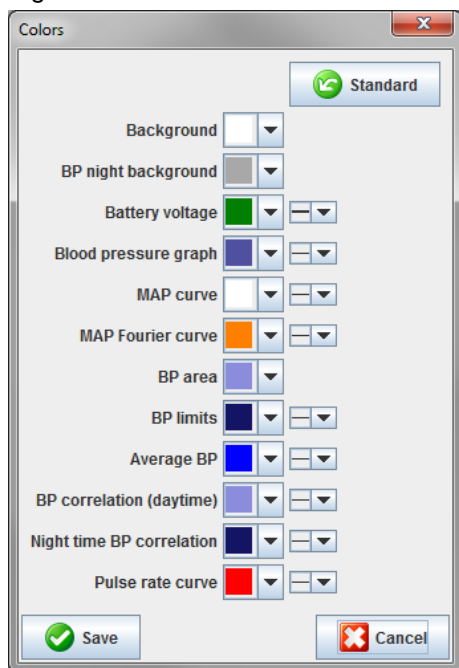 Colors
Standard
Background
BP night background
Battery voltage
Blood pressure graph
MAP curve
MAP Fourier curve
BP area
BP limits
Average BP
BP correlation (daytime)
Night time BP correlation
Pulse rate curve
Save Cancel